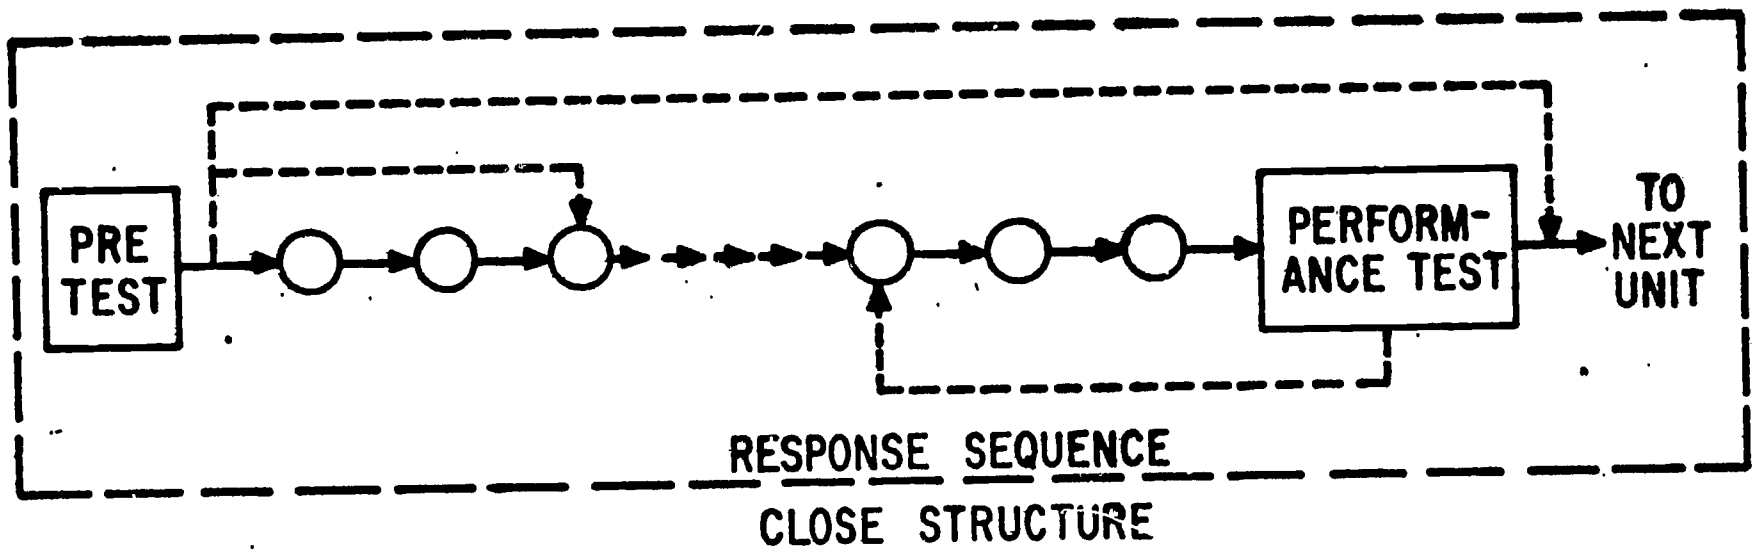 PRE
TEST
PERFORM-
ANCE TEST
TO
NEXT
UNIT
RESPONSE SEQUENCE
CLOSE STRUCTURE